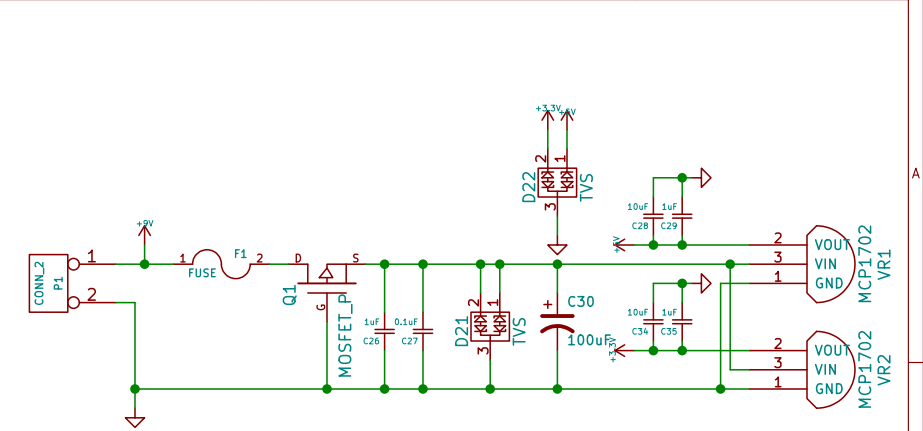 +3.3V
+5V
2
1
D22
TVS
3
A
10uF
1uF
C28
C29
+5V
2
VOUT
3
VIN
1
GND
MCP1702
VR1
+9V
CONN_2
P1
1
2
1
FUSE
2
F1
D
S
G
Q1
MOSFET_P
1uF
C26
0.1uF
C27
2
1
D21
TVS
3
+
C30
100uF
10uF
1uF
C34
C35
+3.3V
2
VOUT
3
VIN
1
GND
MCP1702
VR2